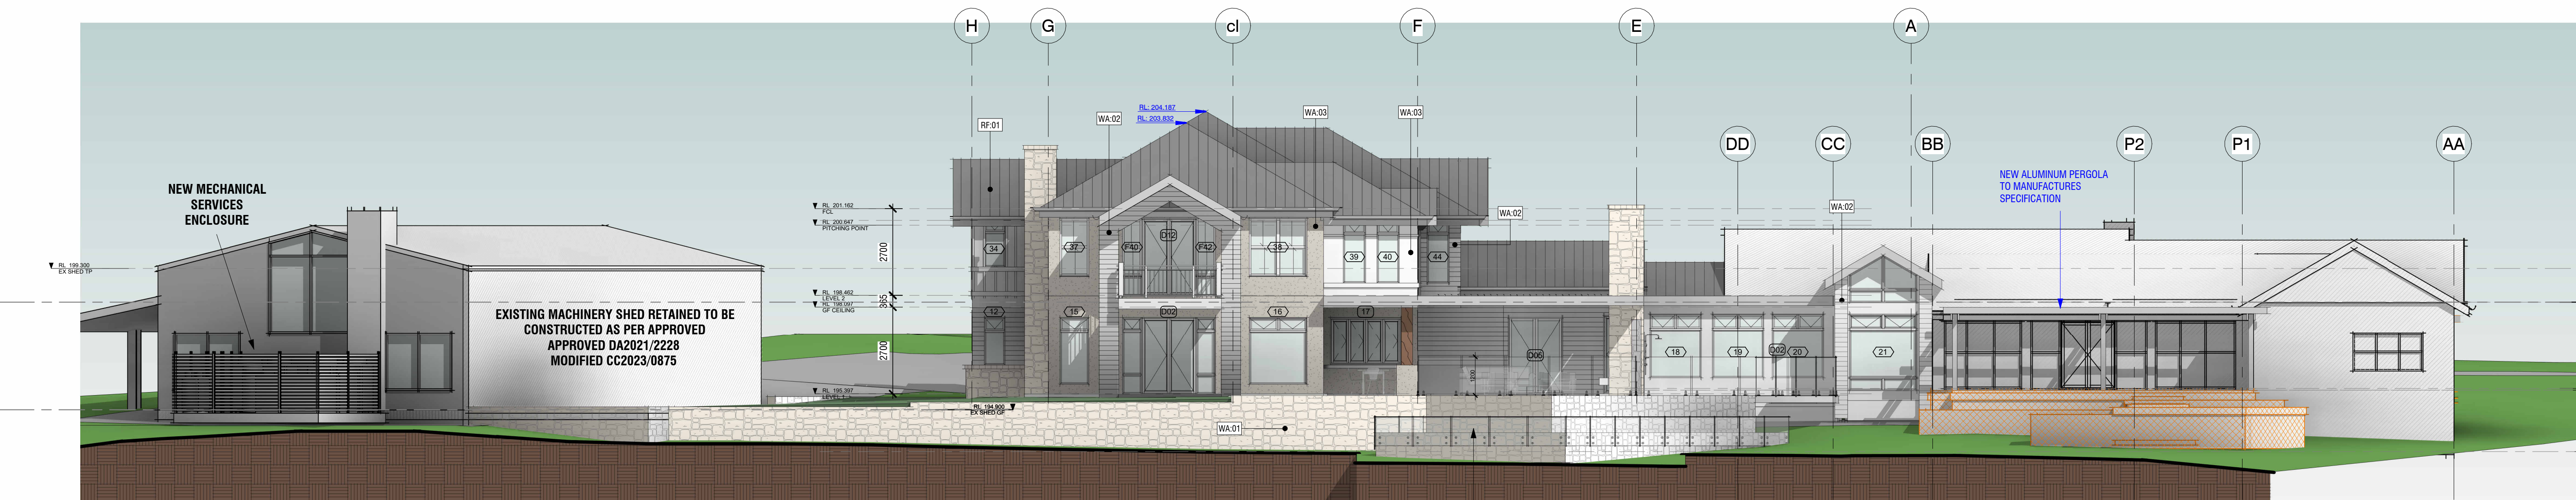 H
G
cl
F
E
A
DD
CC
BB
P2
P1
AA
RL: 204.187
RL: 203.832
WA:03
WA:03
WA:02
RF:01
NEW MECHANICAL
SERVICES
ENCLOSURE
NEW ALUMINUM PERGOLA
TO MANUFACTURES
SPECIFICATION
RL 201.162
FCL
RL 200.647
PITCHING POINT
WA:02
WA:02
2700
D12
34
37
F40
F42
38
39
40
44
RL 199.300
EX SHED TP
RL 198.462
LEVEL 2
365
RL 198.097
GF CEILING
EXISTING MACHINERY SHED RETAINED TO BE
CONSTRUCTED AS PER APPROVED
APPROVED DA2021/2228
MODIFIED CC2023/0875
12
15
D02
16
17
2700
D05
18
19
D02
20
21
1200
RL 195.397
LEVEL 1
RL 194.900
EX SHED GF
WA:01